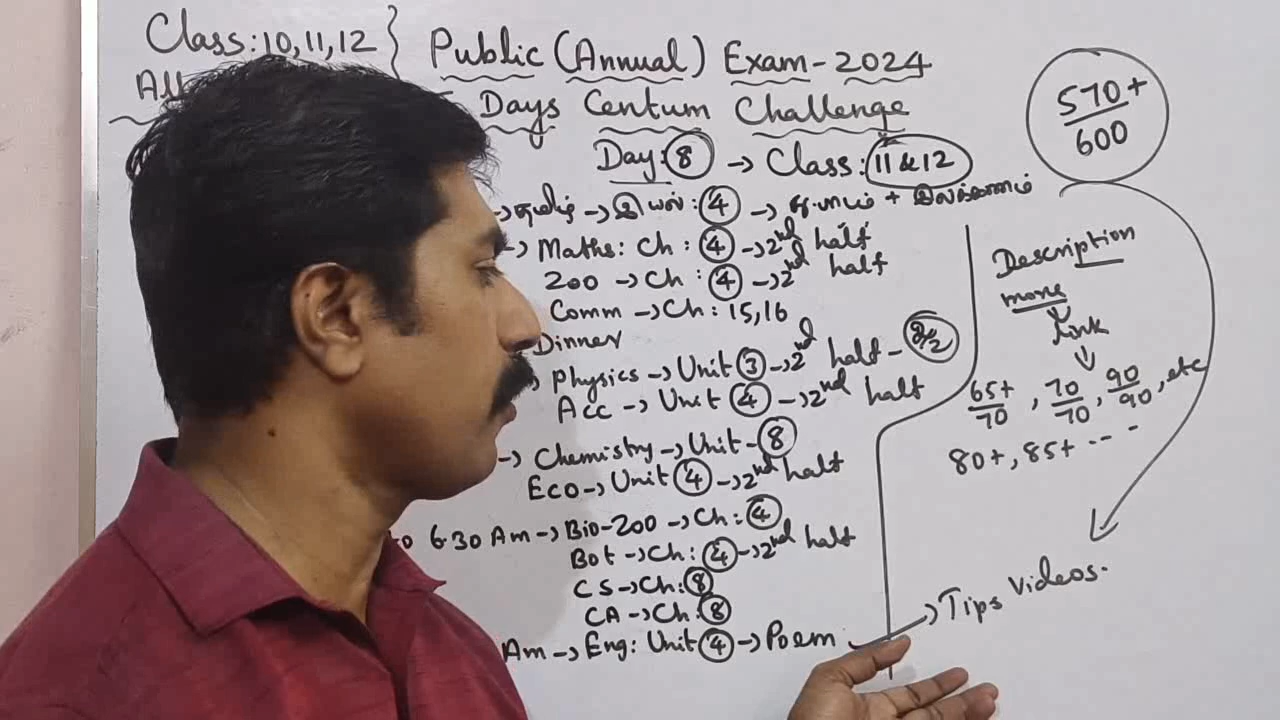 Class: 10, 11, 12 }
All
Public (Annual) Exam - 2024
Days Centum Challenge
Day: 8 → Class: 11 & 12
→ தமிழ் → இயல்: 4 → உ.பாடம் + இலக்கணம்
→ Maths: Ch: 4 → 2nd half
Zoo → Ch: 4 → 2nd half
Comm → Ch: 15, 16
Dinner
Physics → Unit 3 → 2nd half -
Acc → Unit 4 → 2nd half
→ Chemistry → Unit - 8
Eco → Unit 4 → 2nd half
6.30 Am → Bio-Zoo → Ch: 4
Bot → Ch: 4 → 2nd half
CS → Ch: 8
CA → Ch: 8
Am → Eng: Unit 4 → Poem
570+/600
Description
more
link
65+/70, 70/70, 90/90, etc
80+, 85+ ---
→ Tips Videos.